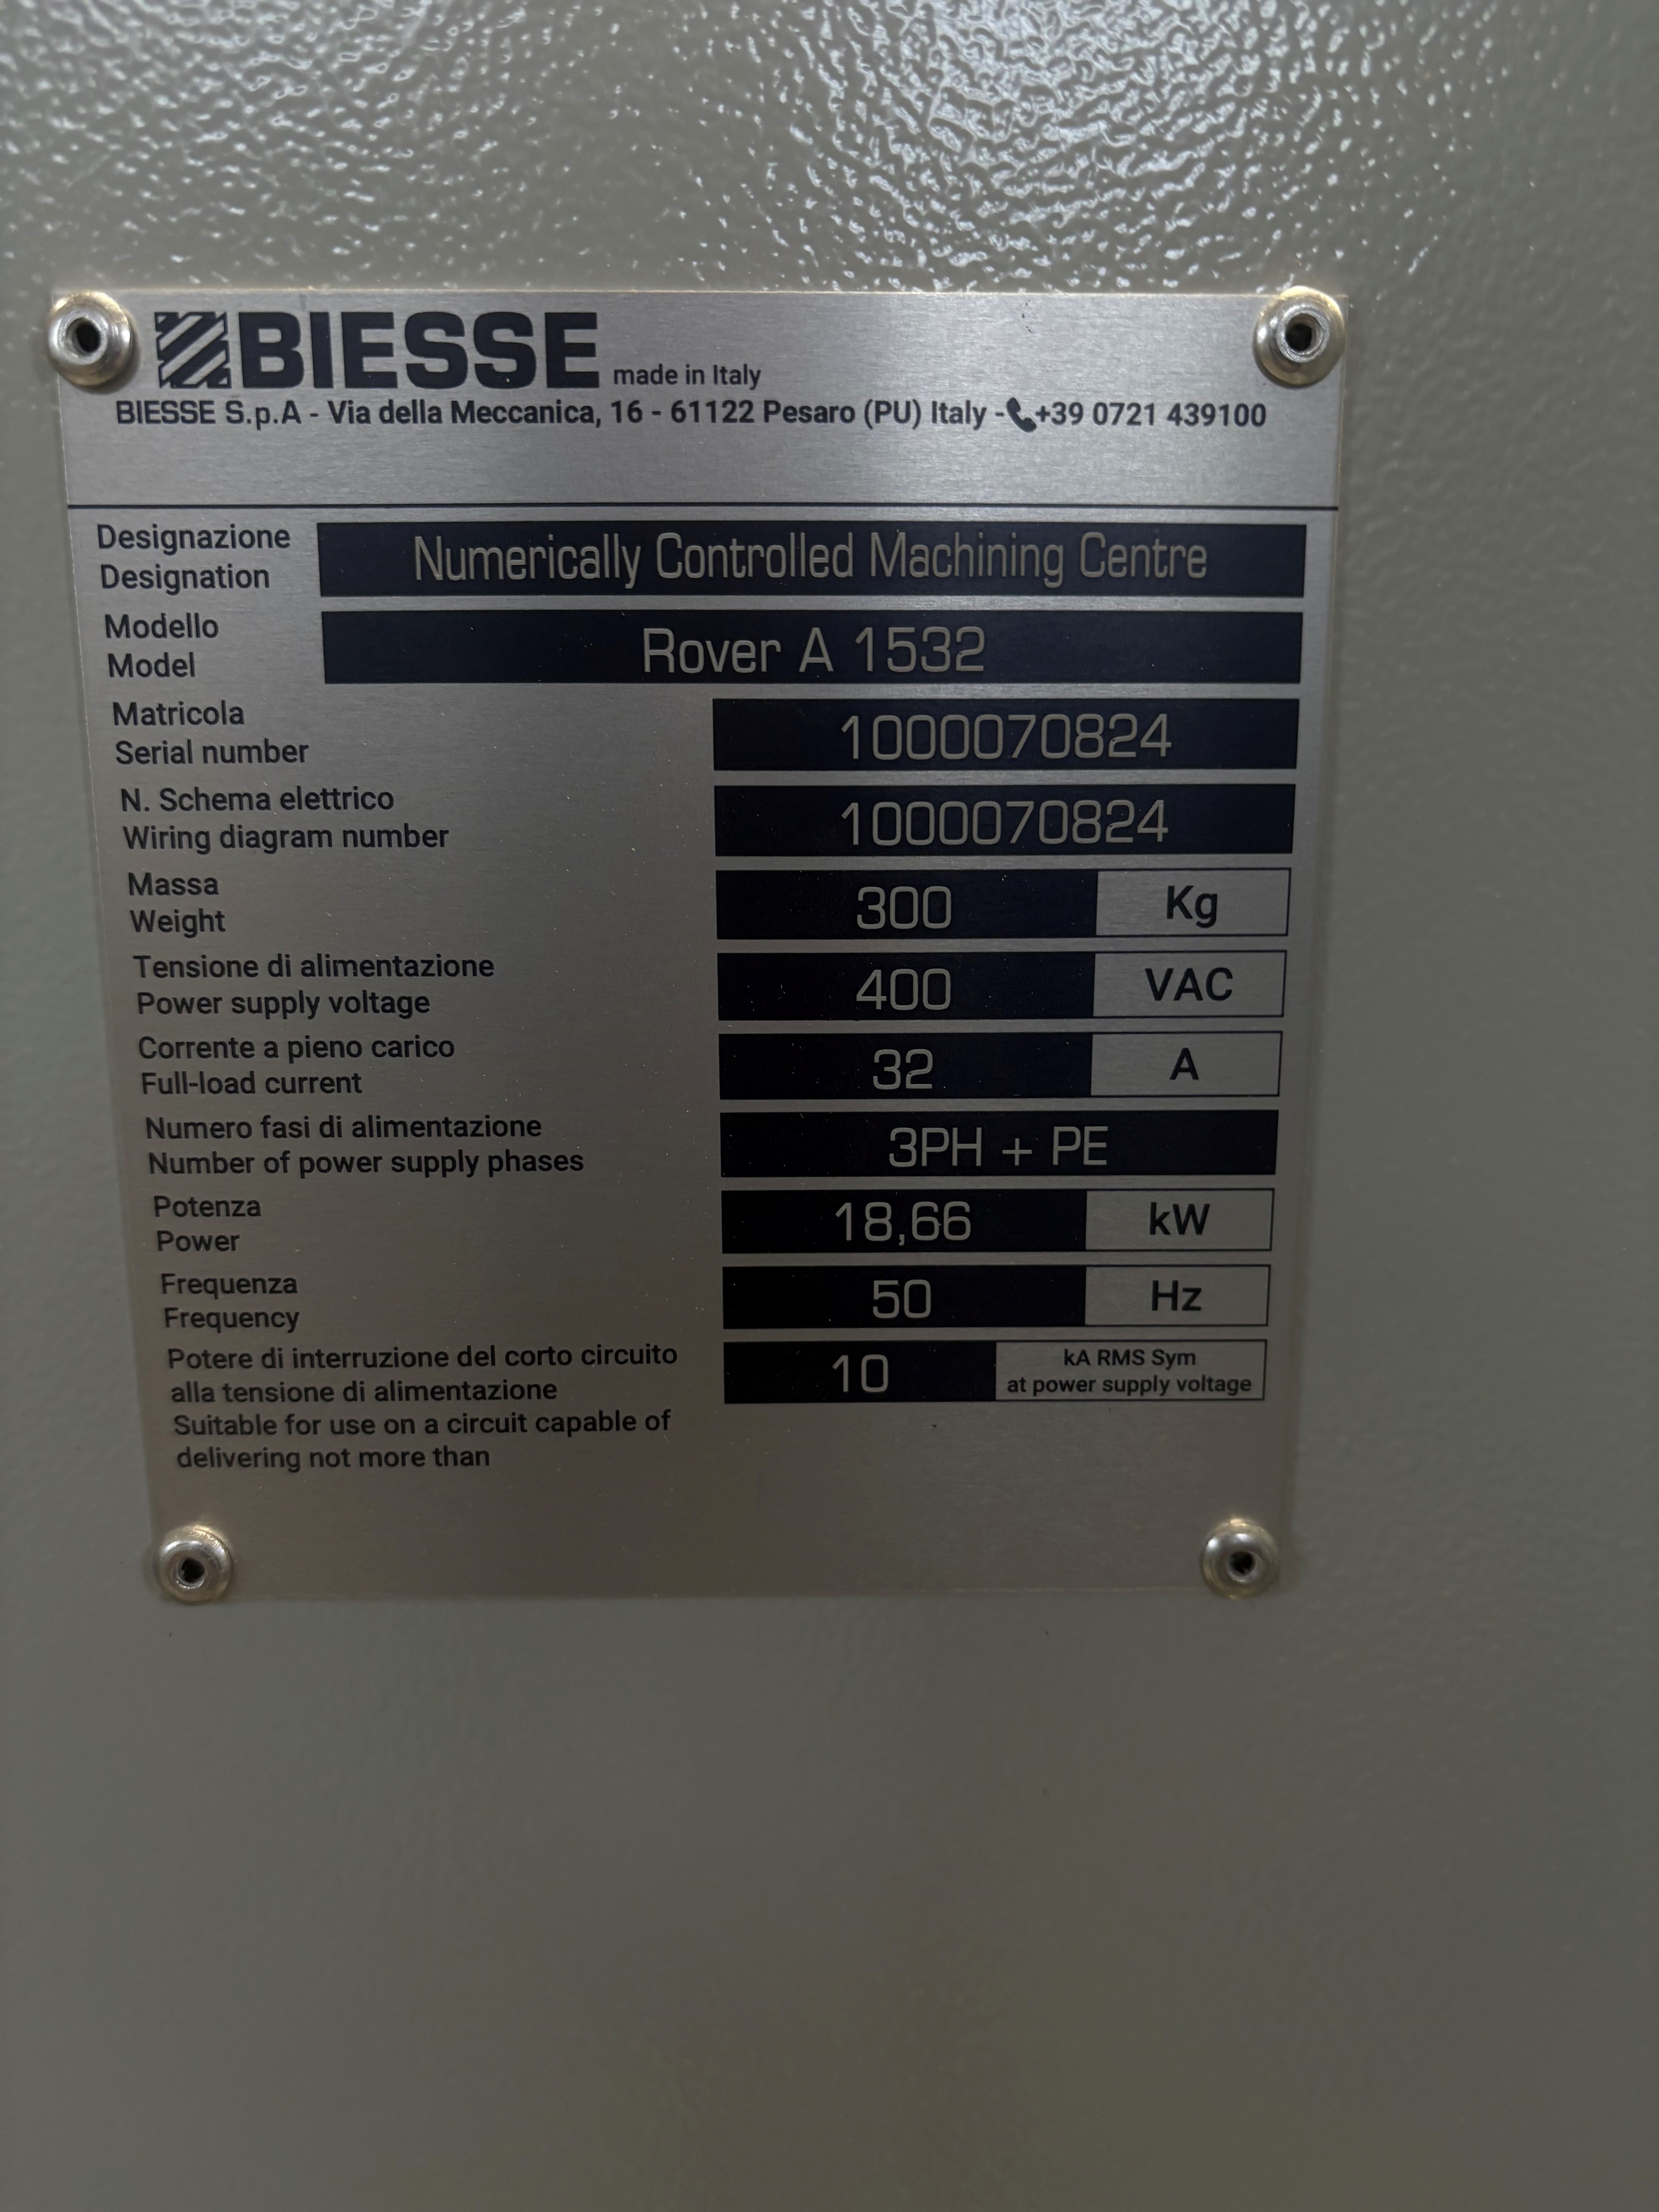 BIESSE made in Italy
BIESSE S.p.A - Via della Meccanica, 16 - 61122 Pesaro (PU) Italy - +39 0721 439100
Designazione
Designation
Numerically Controlled Machining Centre
Modello
Model
Rover A 1532
Matricola
Serial number
1000070824
N. Schema elettrico
Wiring diagram number
1000070824
Massa
Weight
300 Kg
Tensione di alimentazione
Power supply voltage
400 VAC
Corrente a pieno carico
Full-load current
32 A
Numero fasi di alimentazione
Number of power supply phases
3PH + PE
Potenza
Power
18,66 kW
Frequenza
Frequency
50 Hz
Potere di interruzione del corto circuito
alla tensione di alimentazione
Suitable for use on a circuit capable of
delivering not more than
10
kA RMS Sym
at power supply voltage